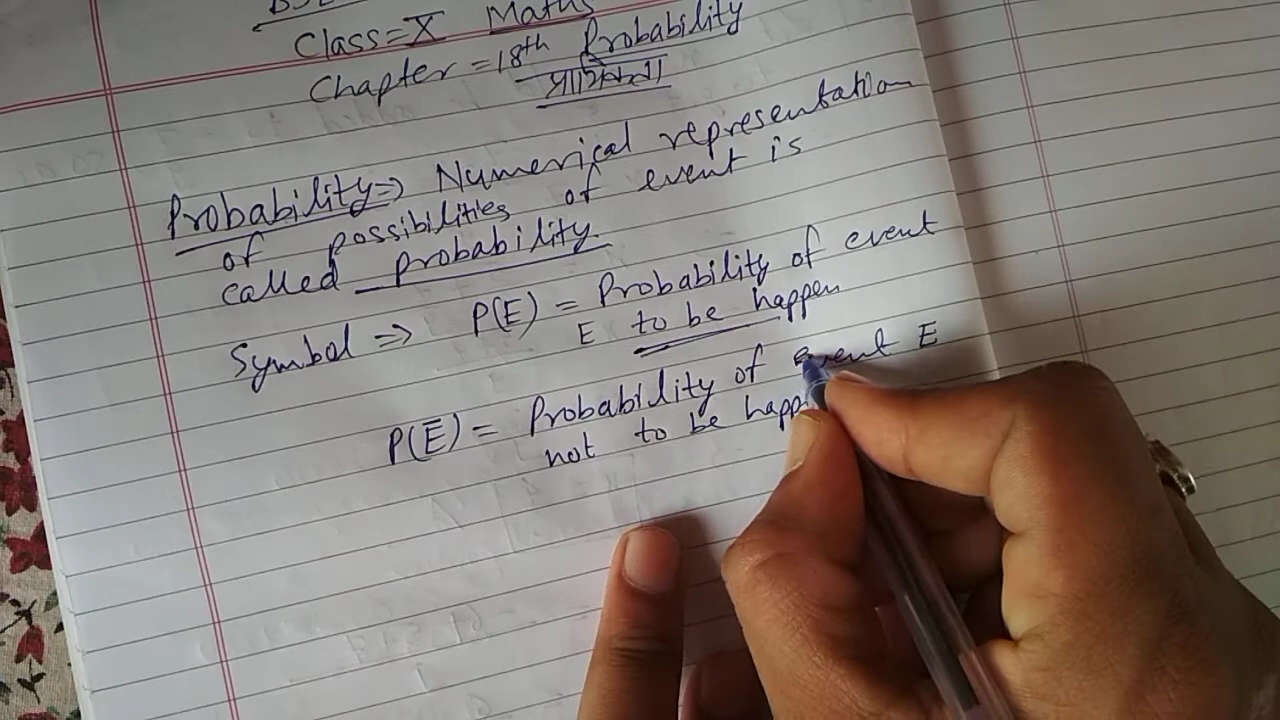 Class=X Maths
Chapter = 18th Probability
प्रायिकता
Probability=> Numerical representation
of possibilities of event is
called probability.
Symbol => P(E) = Probability of event
E to be happen
P(E̅) = Probability of event E
not to be happ